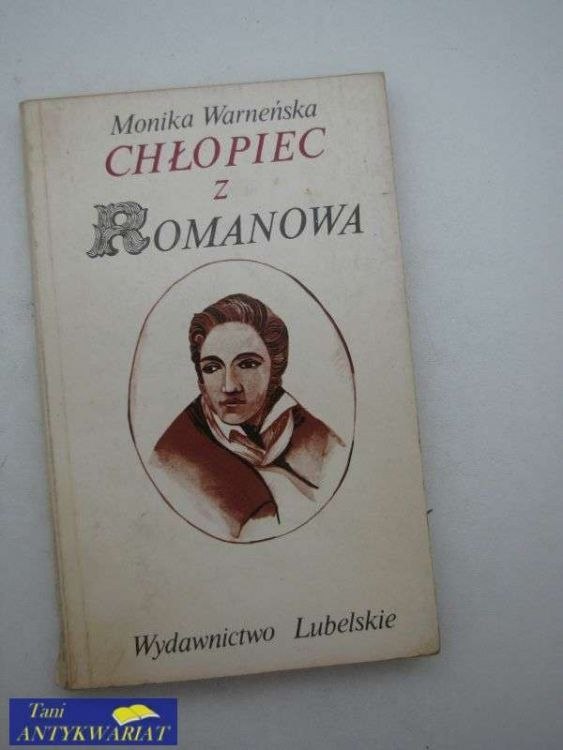 Monika Warneńska
CHŁOPIEC
Z
ROMANOWA
Wydawnictwo Lubelskie
Tani
ANTYKWARIAT